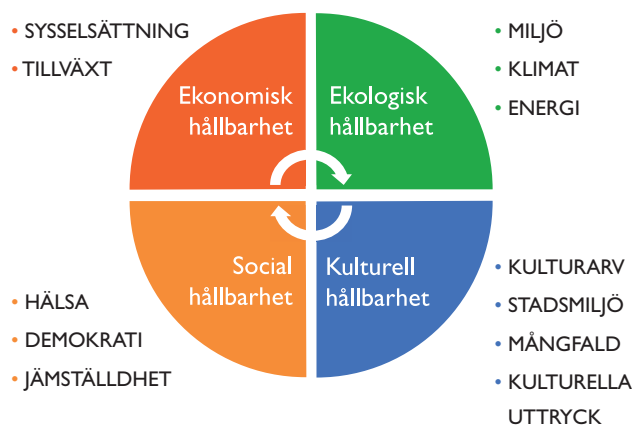 • SYSSELSÄTTNING
• TILLVÄXT
Ekonomisk
hållbarhet
Ekologisk
hållbarhet
• MILJÖ
• KLIMAT
• ENERGI
Social
hållbarhet
Kulturell
hållbarhet
• HÄLSA
• DEMOKRATI
• JÄMSTÄLLDHET
• KULTURARV
• STADSMILJÖ
• MÅNGFALD
• KULTURELLA
UTTRYCK